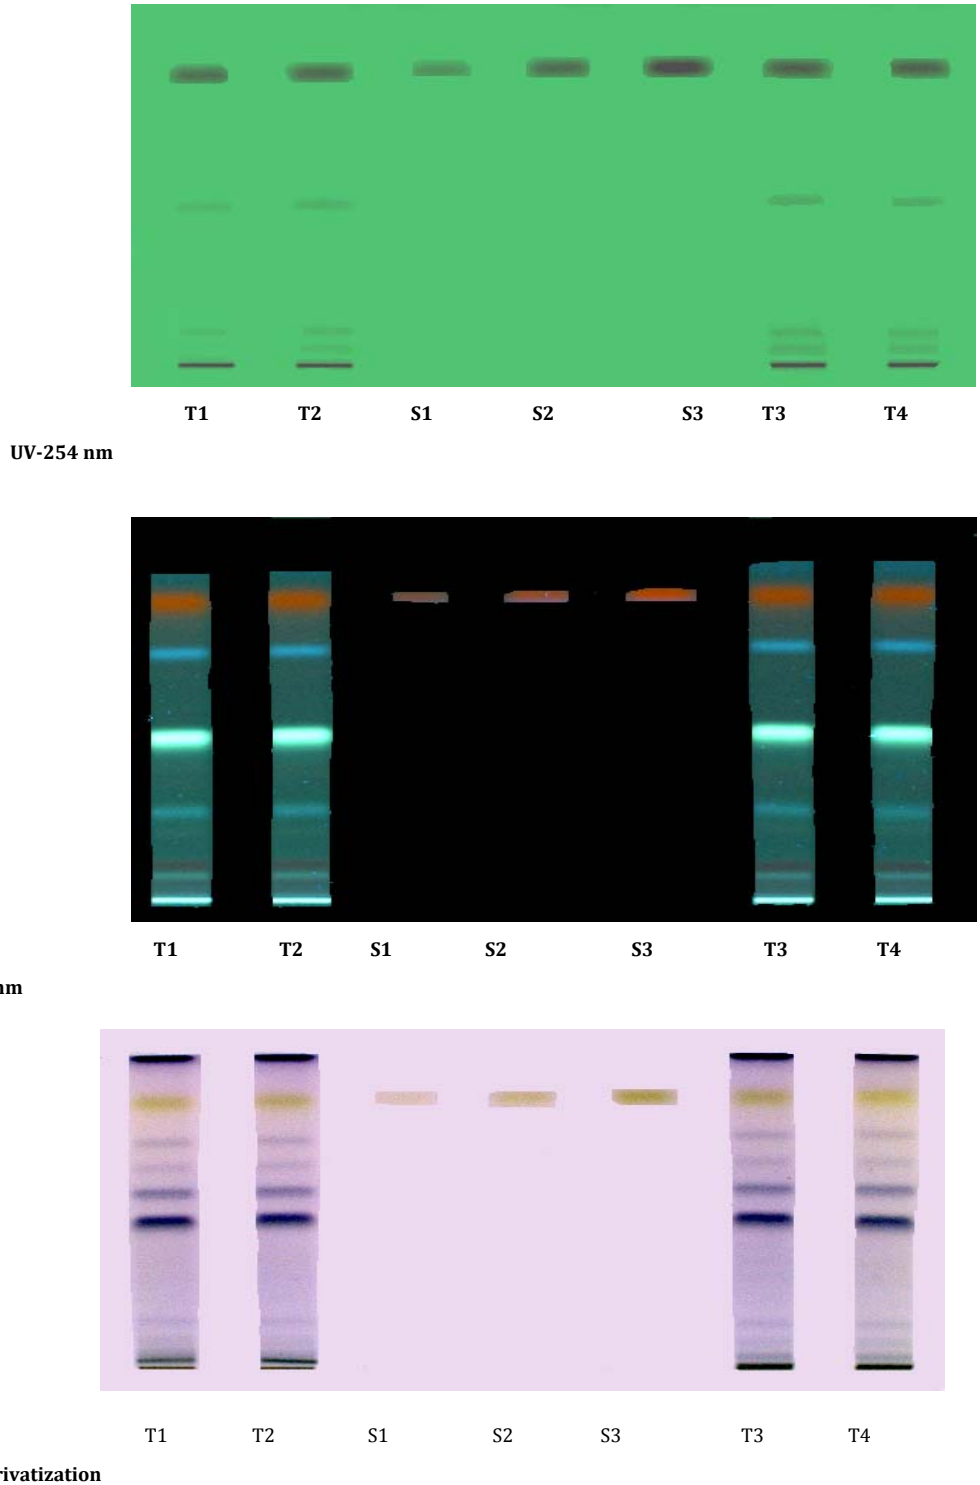 T1 T2 S1 S2 S3 T3 T4
UV-254 nm
T1 T2 S1 S2 S3 T3 T4
nm
T1 T2 S1 S2 S3 T3 T4
rivatization